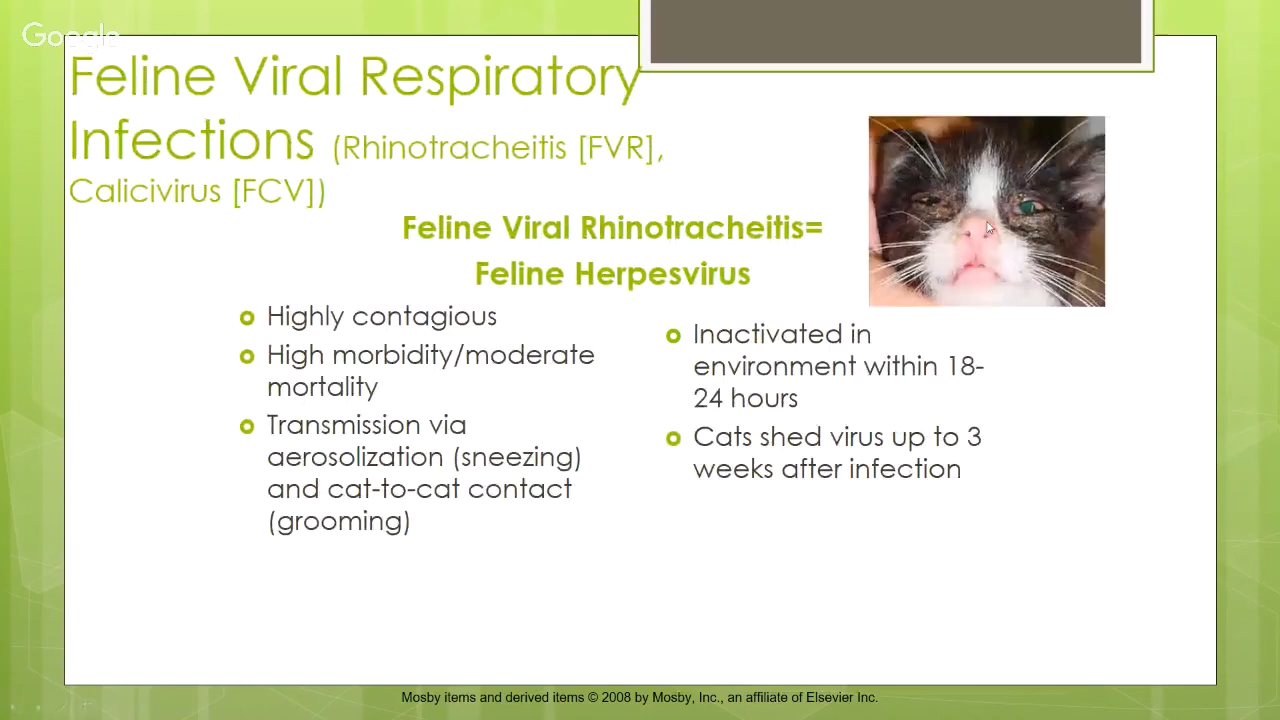 Google
Feline Viral Respiratory
Infections (Rhinotracheitis [FVR],
Calicivirus [FCV])
Feline Viral Rhinotracheitis=
Feline Herpesvirus
Highly contagious
High morbidity/moderate
mortality
Transmission via
aerosolization (sneezing)
and cat-to-cat contact
(grooming)
Inactivated in
environment within 18-
24 hours
Cats shed virus up to 3
weeks after infection
Mosby items and derived items © 2008 by Mosby, Inc., an affiliate of Elsevier Inc.